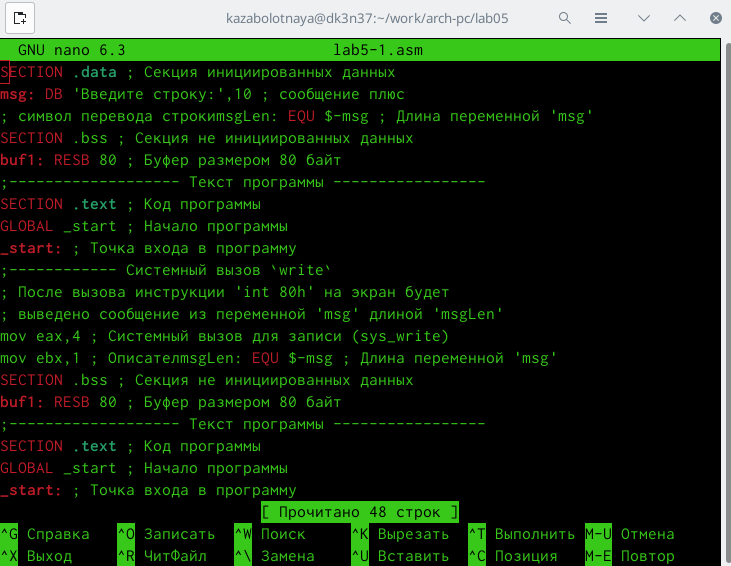 kazabolotnaya@dk3n37:~/work/arch-pc/lab05
GNU nano 6.3 lab5-1.asm
SECTION .data ; Секция инициированных данных
msg: DB 'Введите строку:',10 ; сообщение плюс
; символ перевода строкиmsgLen: EQU $-msg ; Длина переменной 'msg'
SECTION .bss ; Секция не инициированных данных
buf1: RESB 80 ; Буфер размером 80 байт
;------------------- Текст программы -----------------
SECTION .text ; Код программы
GLOBAL _start ; Начало программы
_start: ; Точка входа в программу
;------------ Системный вызов `write`
; После вызова инструкции 'int 80h' на экран будет
; выведено сообщение из переменной 'msg' длиной 'msgLen'
mov eax,4 ; Системный вызов для записи (sys_write)
mov ebx,1 ; ОписателmsgLen: EQU $-msg ; Длина переменной 'msg'
SECTION .bss ; Секция не инициированных данных
buf1: RESB 80 ; Буфер размером 80 байт
;------------------- Текст программы -----------------
SECTION .text ; Код программы
GLOBAL _start ; Начало программы
_start: ; Точка входа в программу
[ Прочитано 48 строк ]
^G Справка ^O Записать ^W Поиск ^K Вырезать ^T Выполнить M-U Отмена
^X Выход ^R ЧитФайл ^\ Замена ^U Вставить ^C Позиция M-E Повтор